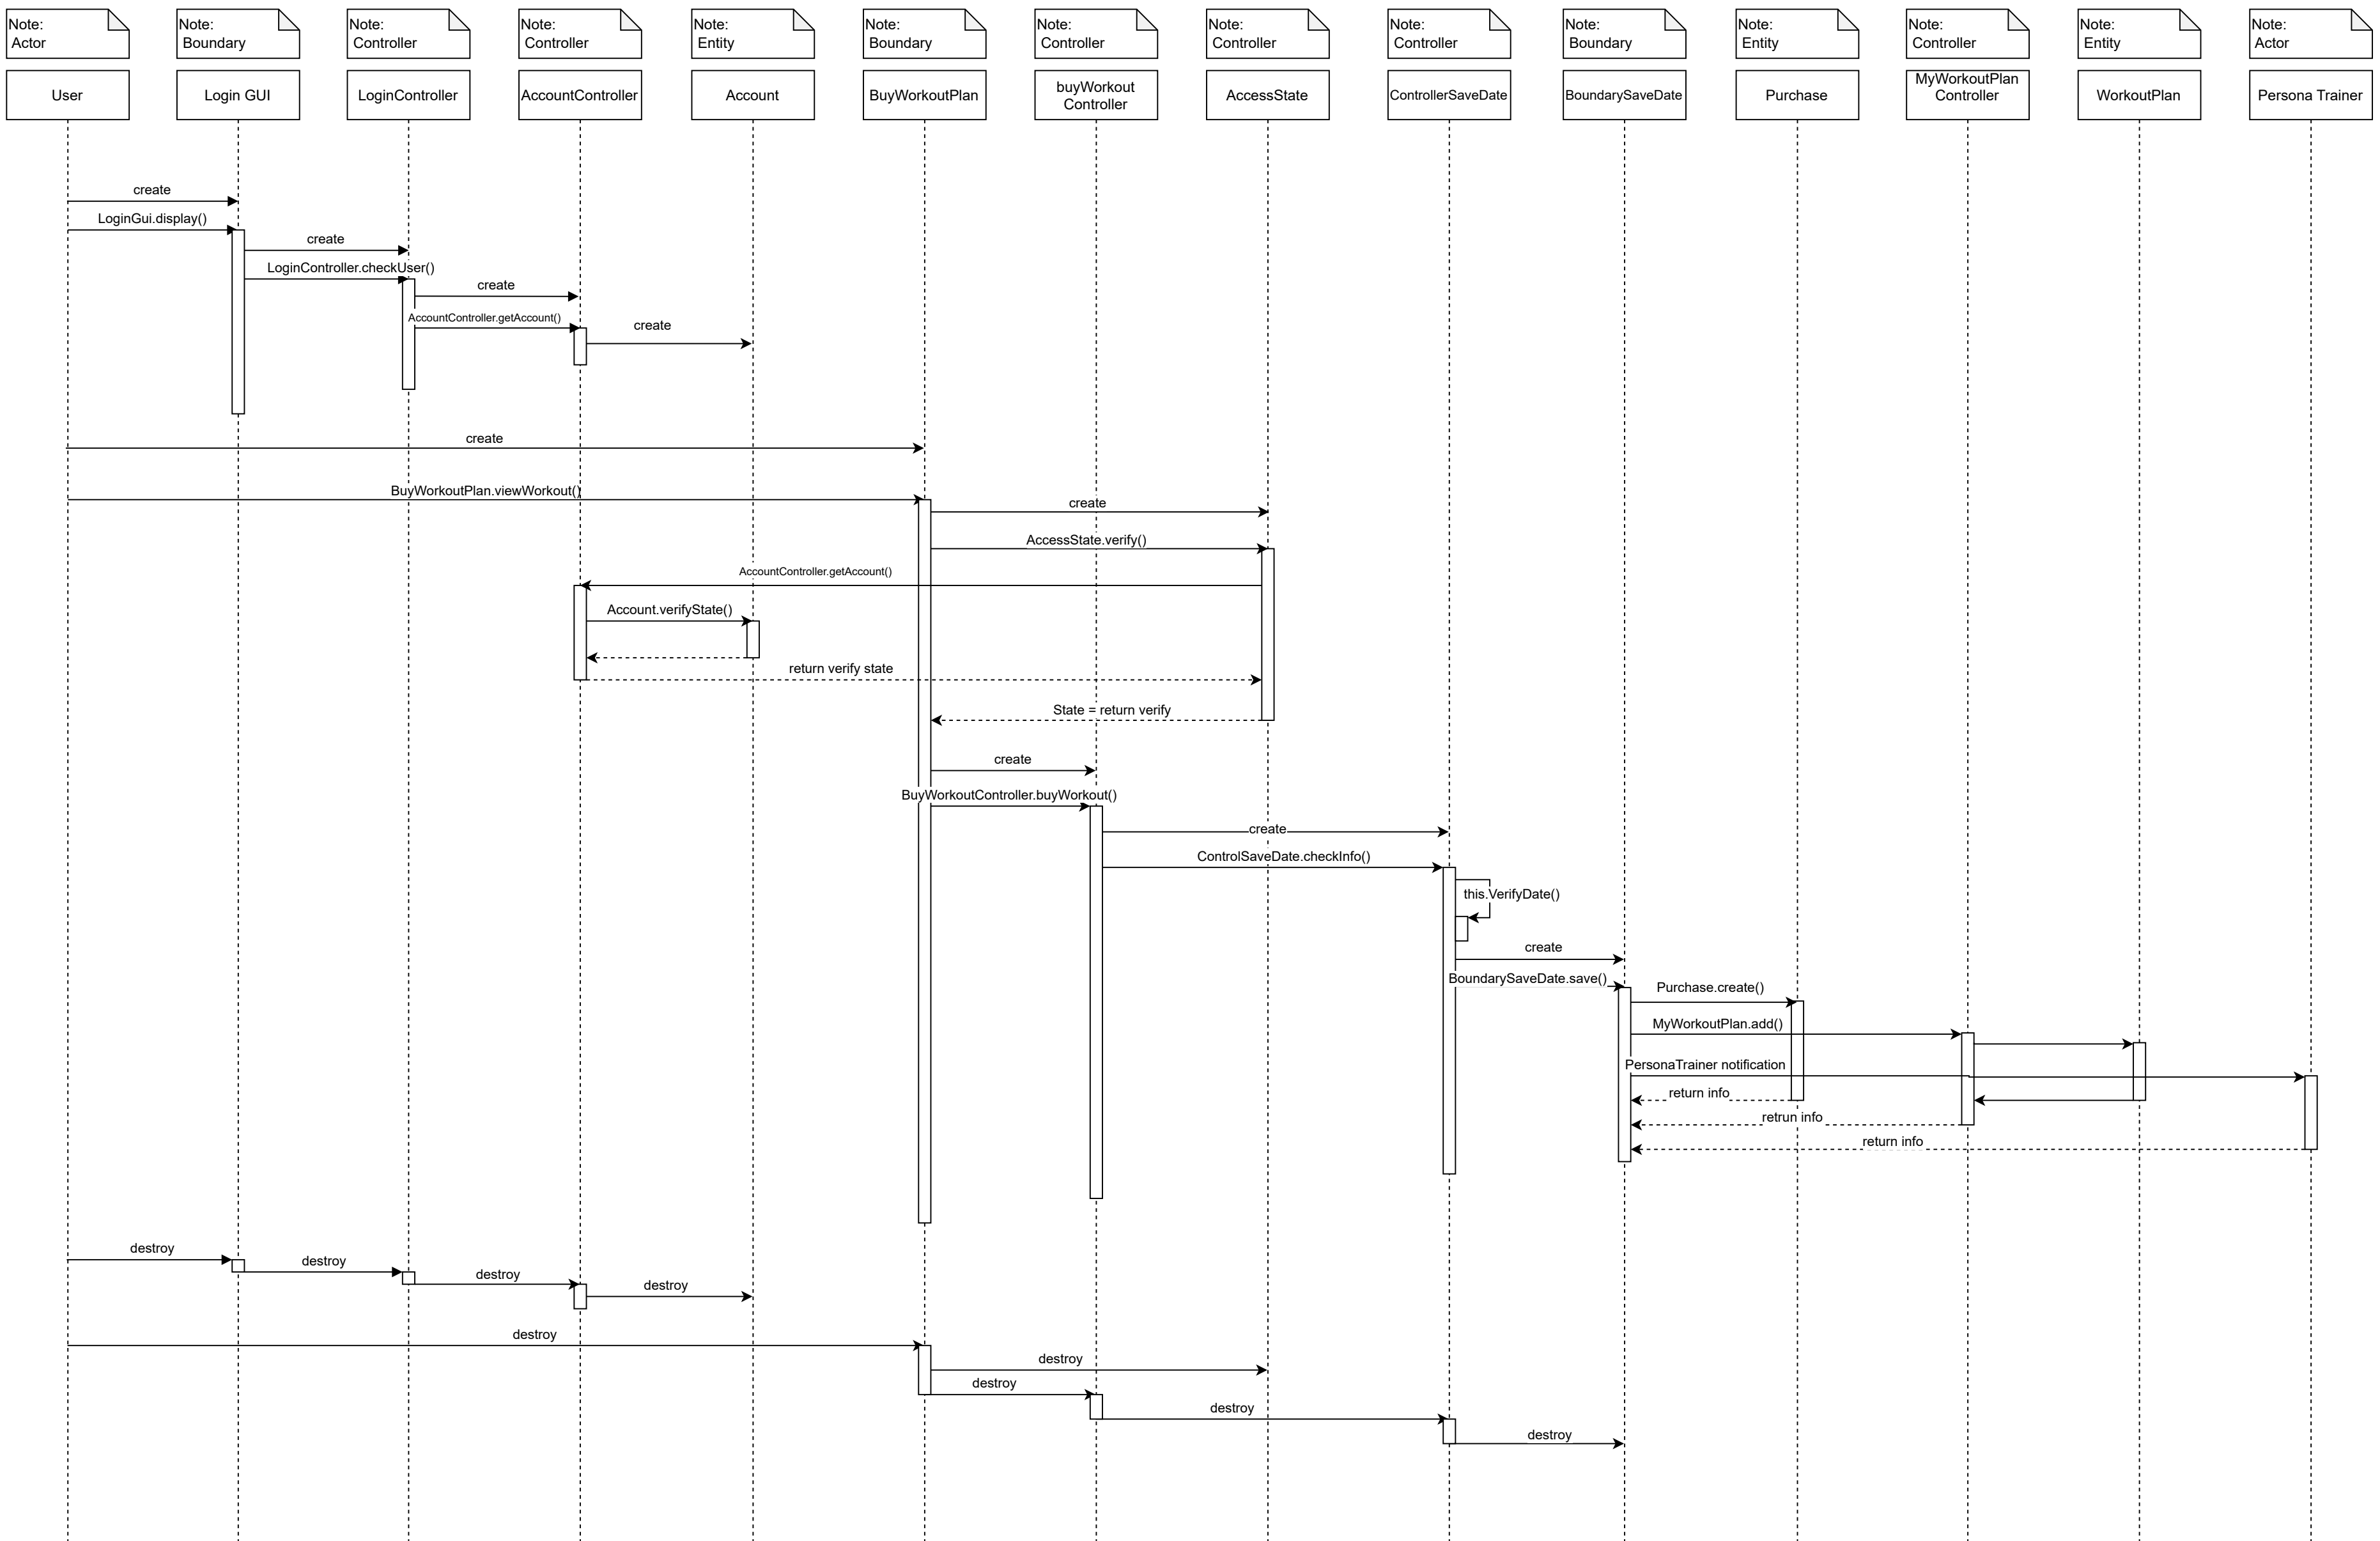 Note:
Actor
Note:
Boundary
Note:
Controller
Note:
Controller
Note:
Entity
Note:
Boundary
Note:
Controller
Note:
Controller
Note:
Controller
Note:
Boundary
Note:
Entity
Note:
Controller
Note:
Entity
Note:
Actor
User
Login GUI
LoginController
AccountController
Account
BuyWorkoutPlan
buyWorkout
Controller
AccessState
ControllerSaveDate
BoundarySaveDate
Purchase
MyWorkoutPlan
Controller
WorkoutPlan
Persona Trainer
create
LoginGui.display()
create
LoginController.checkUser()
create
AccountController.getAccount()
create
create
BuyWorkoutPlan.viewWorkout()
create
AccessState.verify()
AccountController.getAccount()
Account.verifyState()
return verify state
State = return verify
create
BuyWorkoutController.buyWorkout()
create
ControlSaveDate.checkInfo()
this.VerifyDate()
create
BoundarySaveDate.save()
Purchase.create()
MyWorkoutPlan.add()
PersonaTrainer notification
return info
retrun info
return info
destroy
destroy
destroy
destroy
destroy
destroy
destroy
destroy
destroy